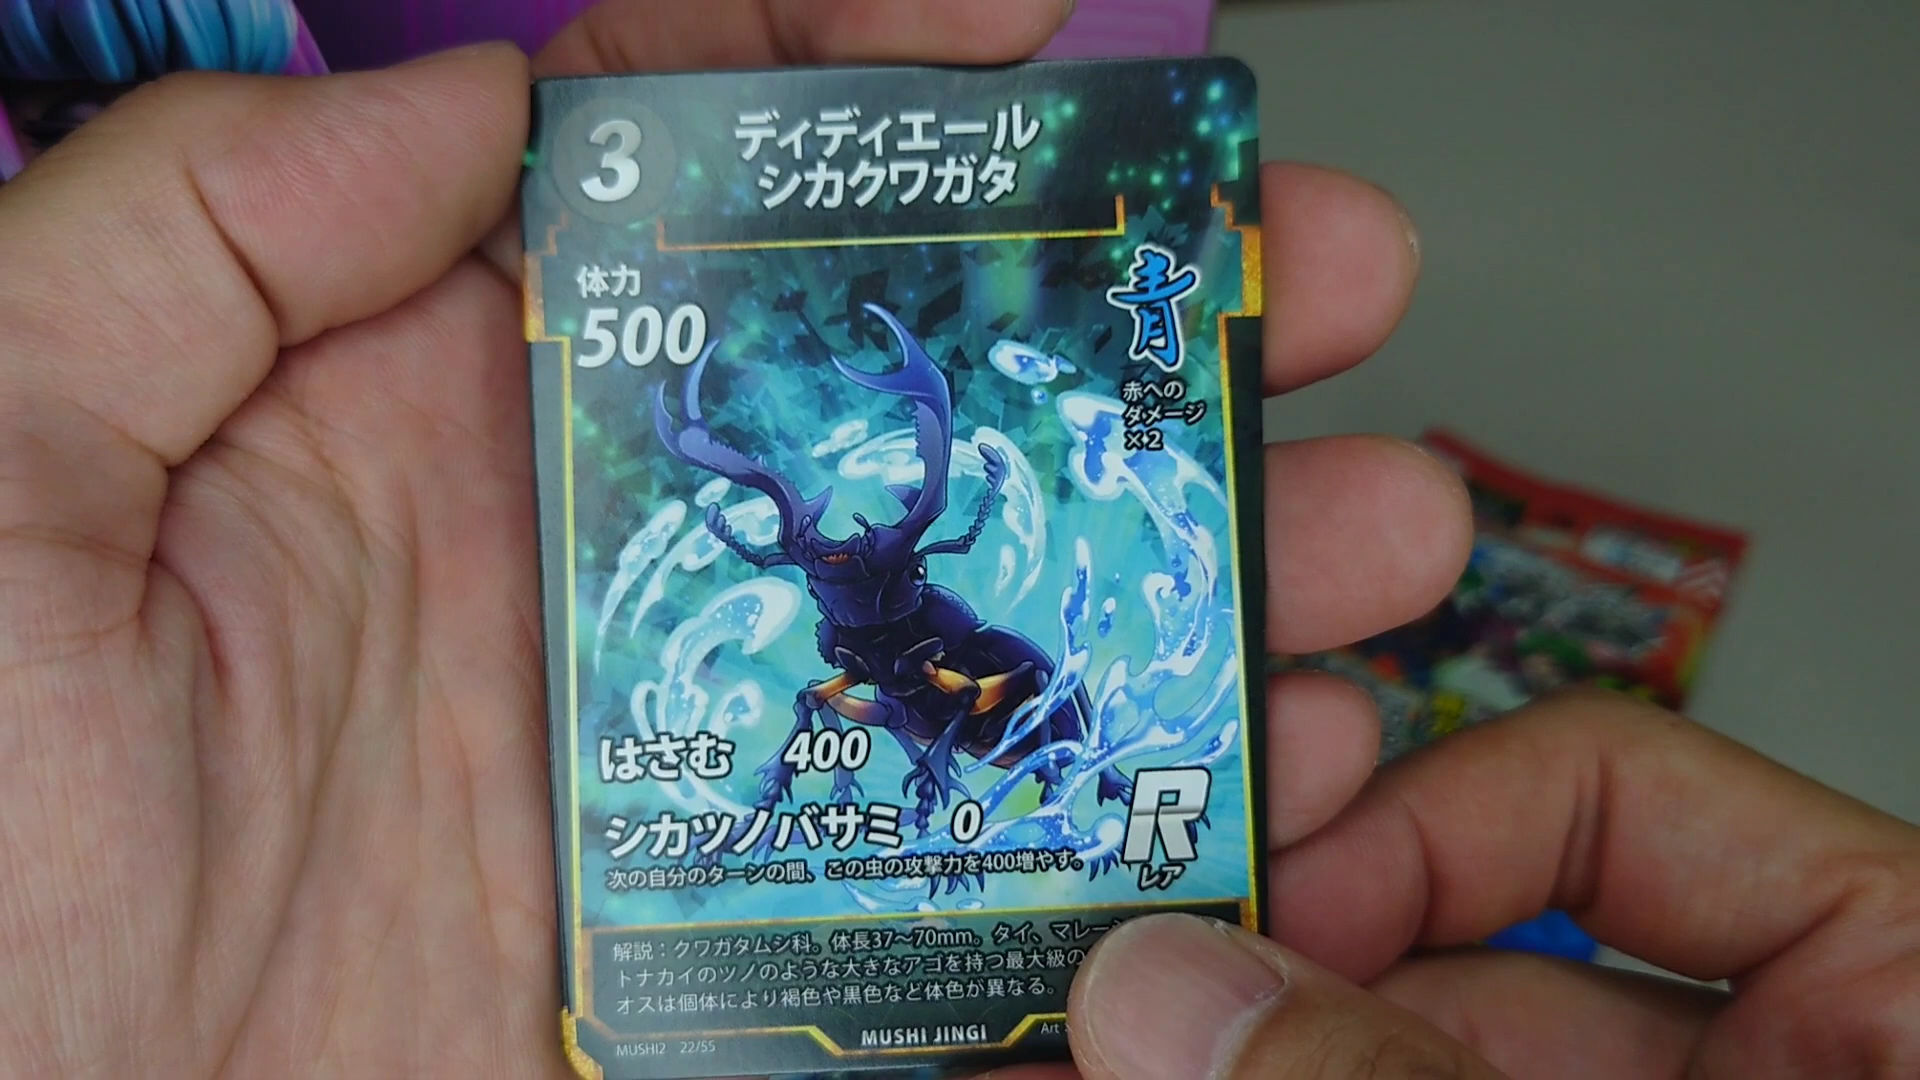 3
ディディエール
シカクワガタ
体力
500
青
赤への
ダメージ
×2
はさむ 400
シカツノバサミ 0
次の自分のターンの間、この虫の攻撃力を400増やす。
R
レア
解説：クワガタムシ科。体長37〜70mm。タイ、マレー
トナカイのツノのような大きなアゴを持つ最大級の
オスは個体により褐色や黒色など体色が異なる。
MUSHI JINGI
Art
MUSHI2 22/55